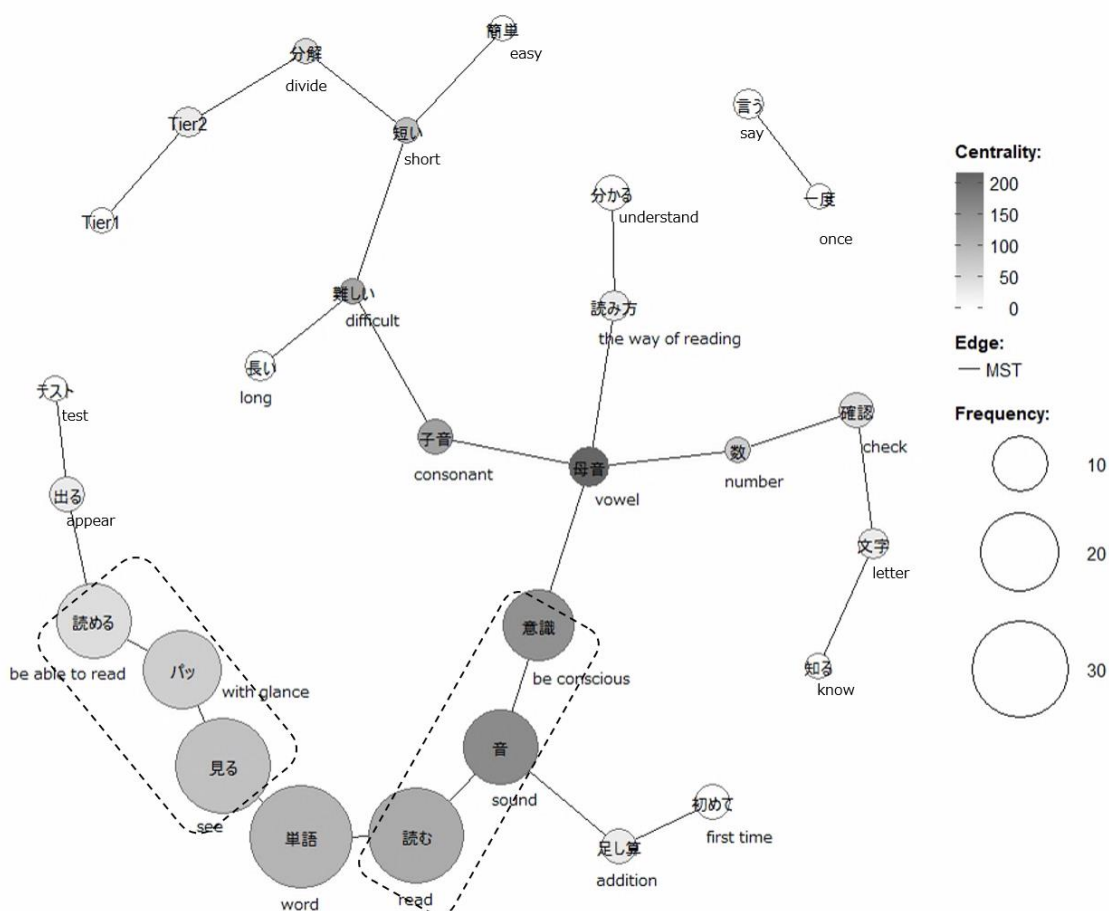 簡単
easy
分解
divide
Tier2
短い
short
Tier1
言う
say
一度
once
分かる
understand
難しい
difficult
読み方
the way of reading
長い
long
テスト
test
子音
consonant
母音
vowel
数
number
確認
check
出る
appear
文字
letter
読める
be able to read
パッ
with glance
意識
be conscious
知る
know
見る
see
音
sound
単語
word
読む
read
初めて
first time
足し算
addition
Centrality:
200
150
100
50
0
Edge:
MST
Frequency:
10
20
30